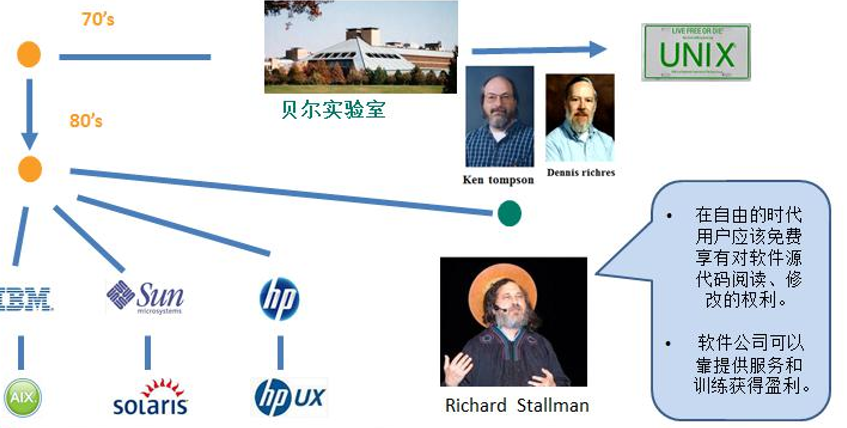 70's
贝尔实验室
LIVE FREE OR DIE
UNIX
Ken tompson
Dennis richres
80's
IBM
Sun
microsystems
hp
AIX
SOLARIS
hp UX
Richard Stallman
• 在自由的时代
用户应该免费
享有对软件源
代码阅读、修
改的权利。
• 软件公司可以
靠提供服务和
训练获得盈利。